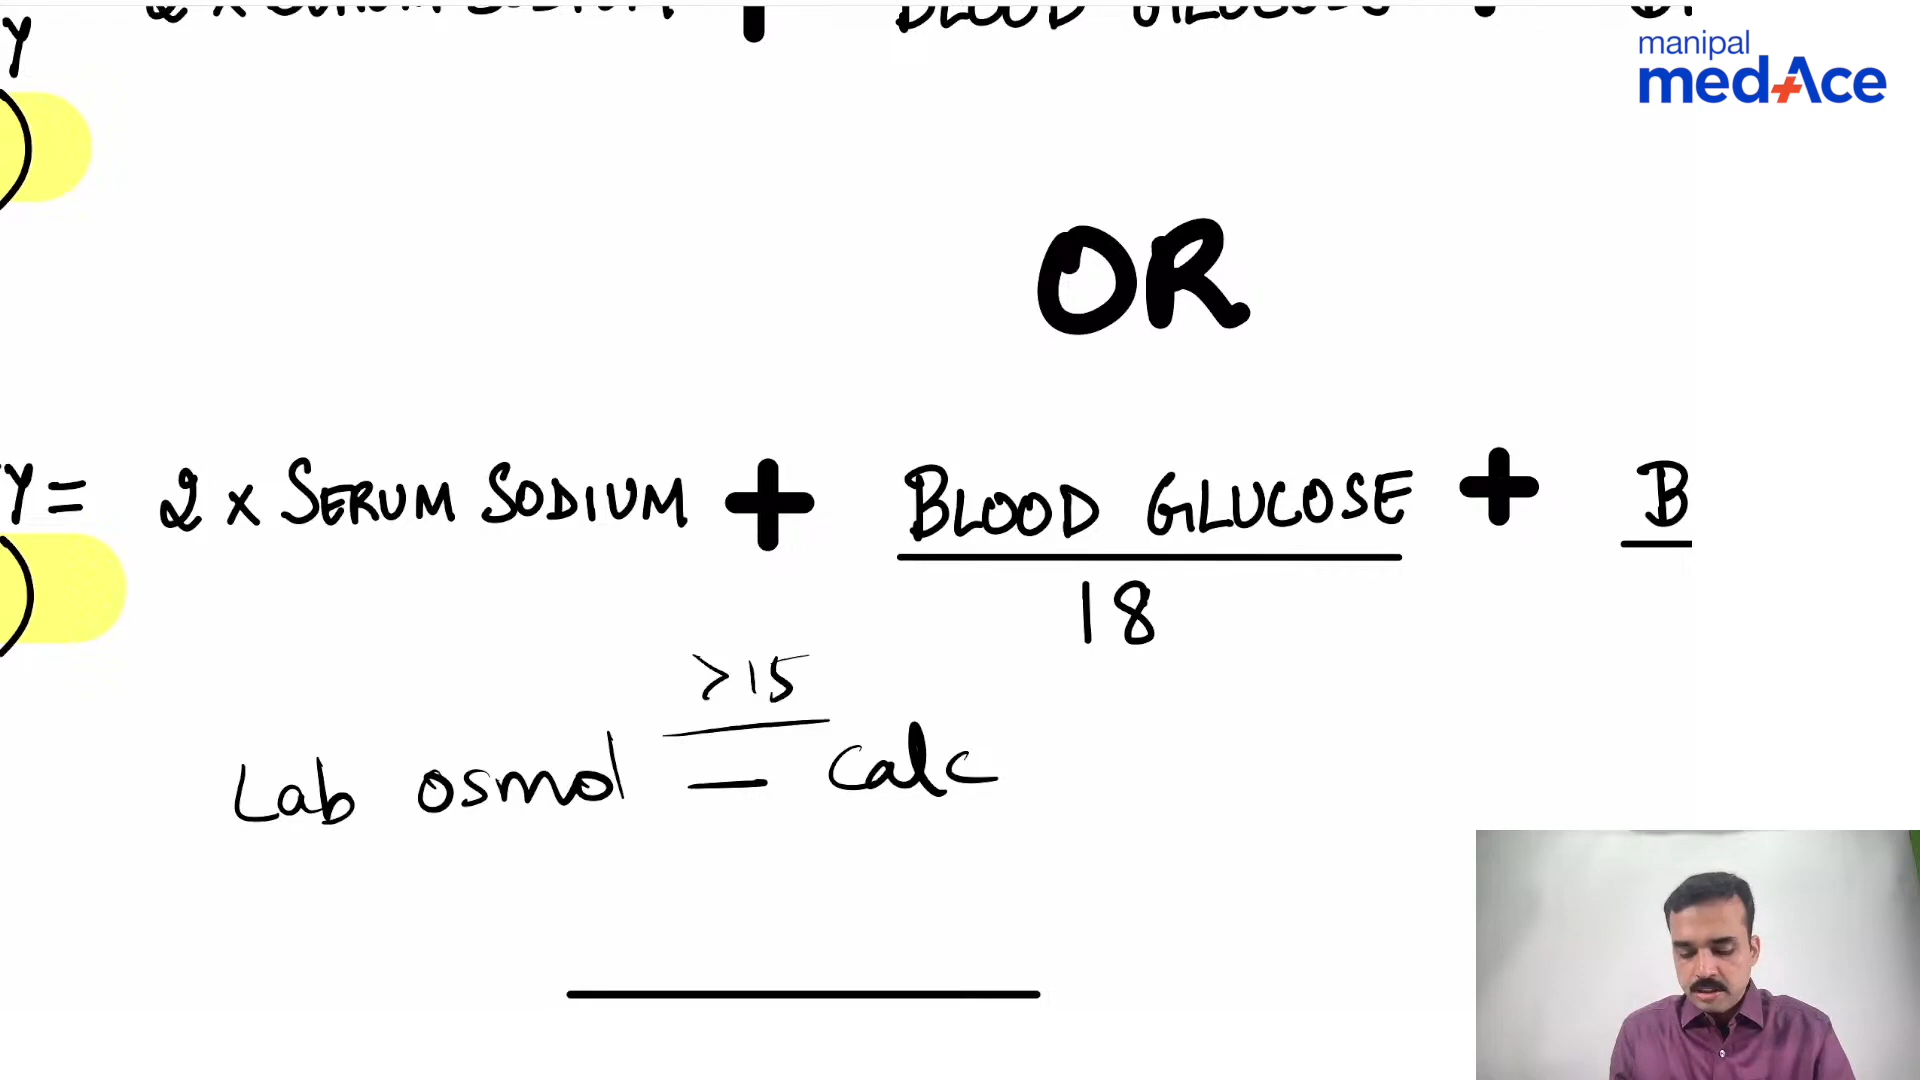 Y
manipal
medAce
OR
Y = 2 x SERUM SODIUM + BLOOD GLUCOSE + B
18
>15
Lab osmol — calc